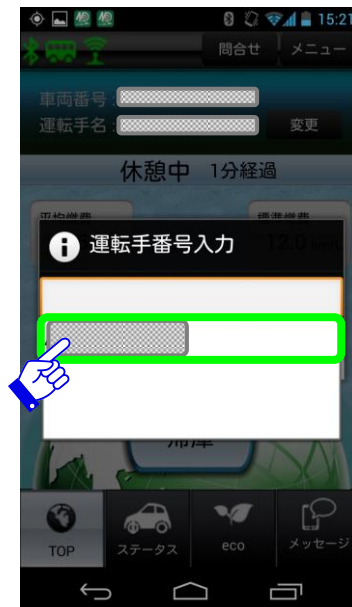 15:21
問合せ メニュー
車両番号:
運転手名: 変更
休憩中 1分経過
平均燃費 標準燃費
12.0 km/L
運転手番号入力
帰庫
TOP ステータス eco メッセージ